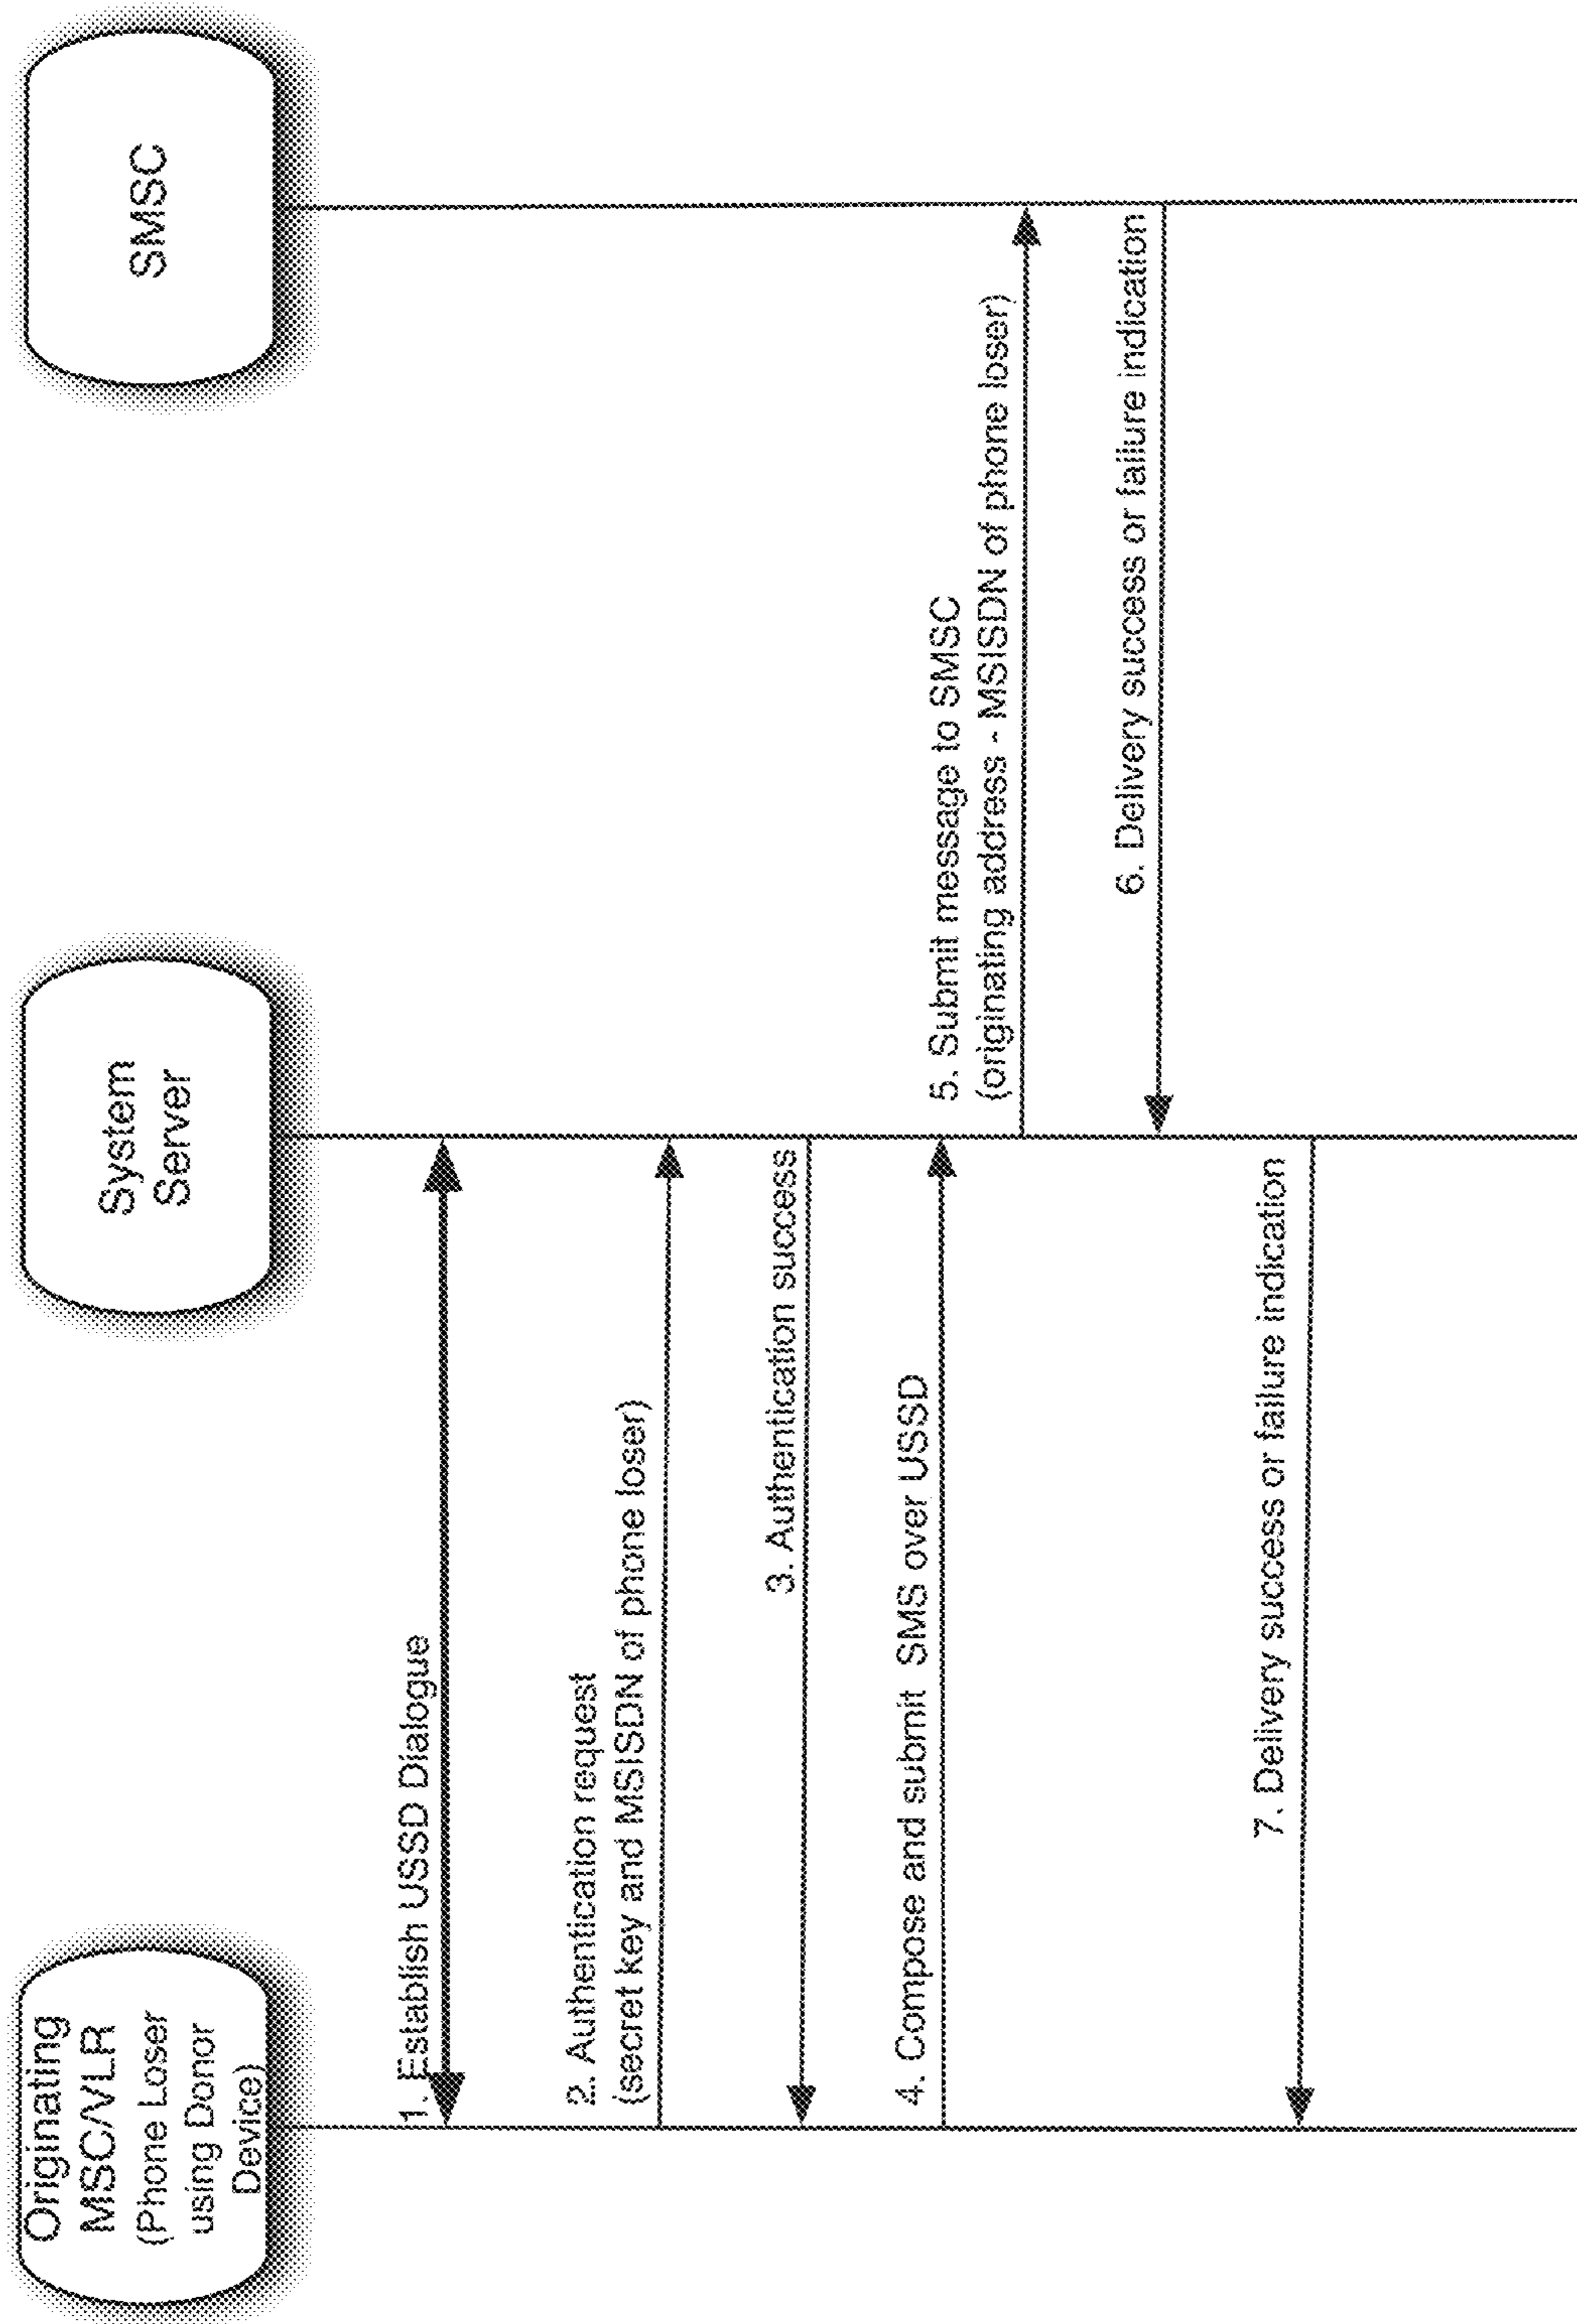 Originating
MSC/VLR
(Phone Loser
using Donor
Device)
System
Server
SMSC
1. Establish USSD Dialogue
2. Authentication request
(secret key and MSISDN of phone loser)
3. Authentication success
4. Compose and submit SMS over USSD
5. Submit message to SMSC
(originating address - MSISDN of phone loser)
6. Delivery success or failure indication
7. Delivery success or failure indication